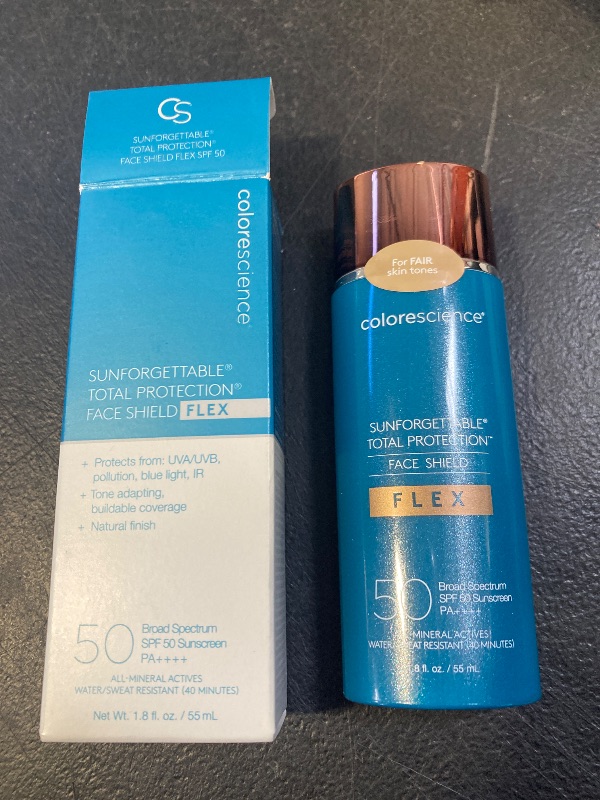 CS
SUNFORGETTABLE®
TOTAL PROTECTION®
FACE SHIELD FLEX SPF 50
colorescience
SUNFORGETTABLE®
TOTAL PROTECTION®
FACE SHIELD FLEX
+ Protects from: UVA/UVB,
pollution, blue light, IR
+ Tone adapting,
buildable coverage
+ Natural finish
50
Broad Spectrum
SPF 50 Sunscreen
PA++++
ALL-MINERAL ACTIVES
WATER/SWEAT RESISTANT (40 MINUTES)
Net Wt. 1.8 fl. oz. / 55 mL
For FAIR
skin tones
colorescience®
SUNFORGETTABLE®
TOTAL PROTECTION™
FACE SHIELD
FLEX
50
Broad Spectrum
SPF 50 Sunscreen
PA++++
ALL-MINERAL ACTIVES
WATER/SWEAT RESISTANT (40 MINUTES)
1.8 fl. oz. / 55 mL